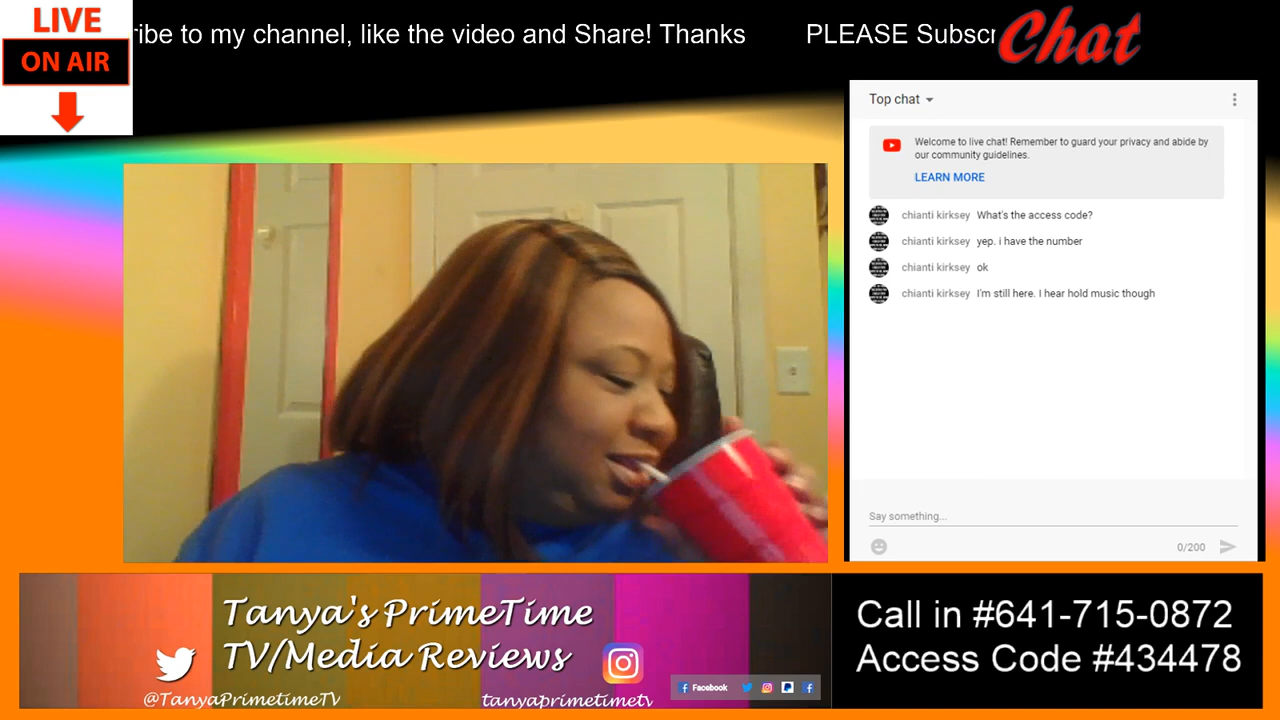 LIVE
ON AIR
ribe to my channel, like the video and Share! Thanks
PLEASE Subscr
Chat
Top chat
Welcome to live chat! Remember to guard your privacy and abide by
our community guidelines.
LEARN MORE
chianti kirksey What's the access code?
chianti kirksey yep. i have the number
chianti kirksey ok
chianti kirksey I'm still here. I hear hold music though
Say something...
0/200
Tanya's PrimeTime
TV/Media Reviews
@TanyaPrimetimeTV
tanyaprimetimetv
Facebook
Call in #641-715-0872
Access Code #434478